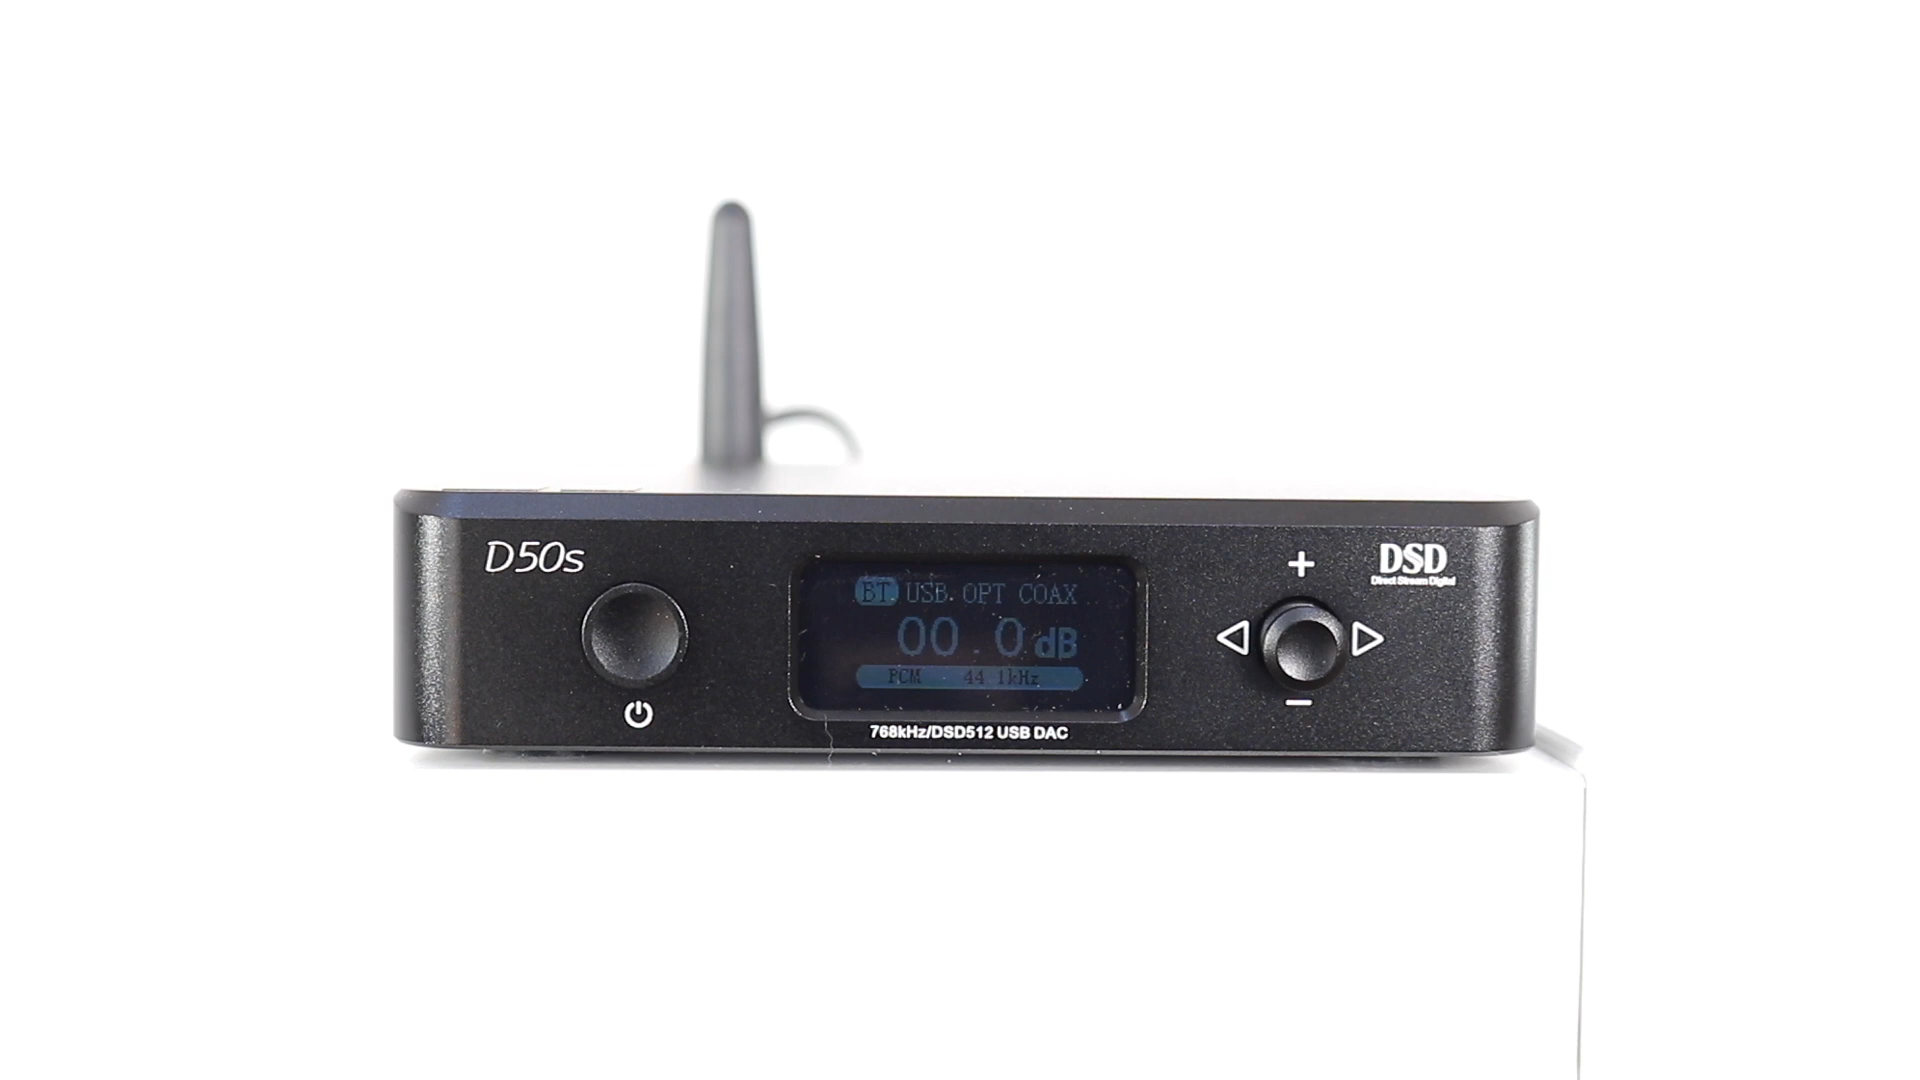 D50s
BT USB OPT COAX
00.0dB
PCM 44.1kHz
768kHz/DSD512 USB DAC
+
DSD
Direct Stream Digital
−